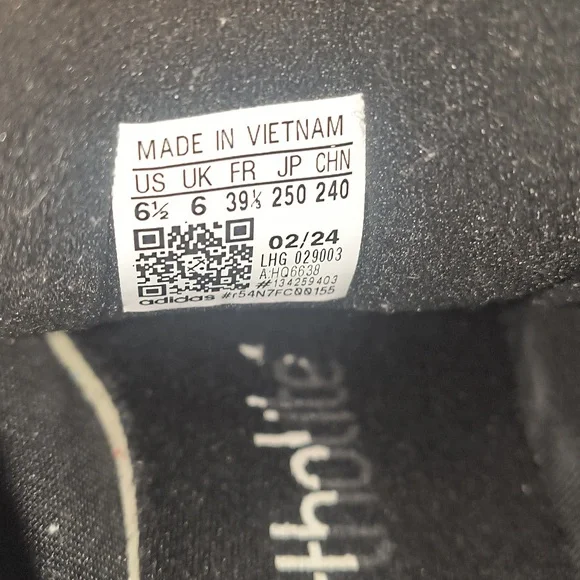 MADE IN VIETNAM
US UK FR JP CHN
6½ 6 39⅓ 250 240
02/24
LHG 029003
A:HQ6638
#134259403
adidas #r54N7FC00155